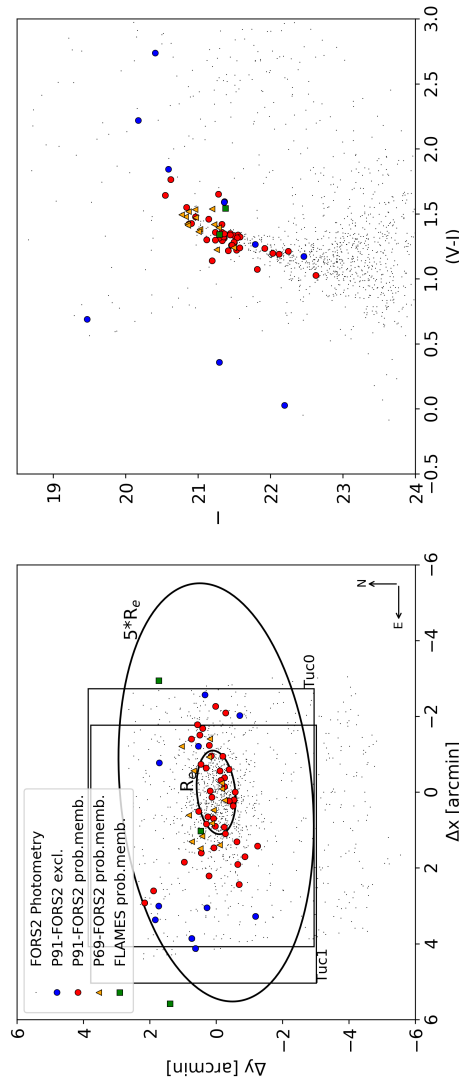 FORS2 Photometry
P91-FORS2 excl.
P91-FORS2 prob.memb.
P69-FORS2 prob.memb.
FLAMES prob.memb.
5*Re
Re
Tuc0
Tuc1
N
E
6
4
2
0
−2
−4
−6
Δx [arcmin]
6
4
2
0
−2
−4
−6
Δy [arcmin]
19
20
21
22
23
24
I
−0.5
0.0
0.5
1.0
1.5
2.0
2.5
3.0
(V-I)